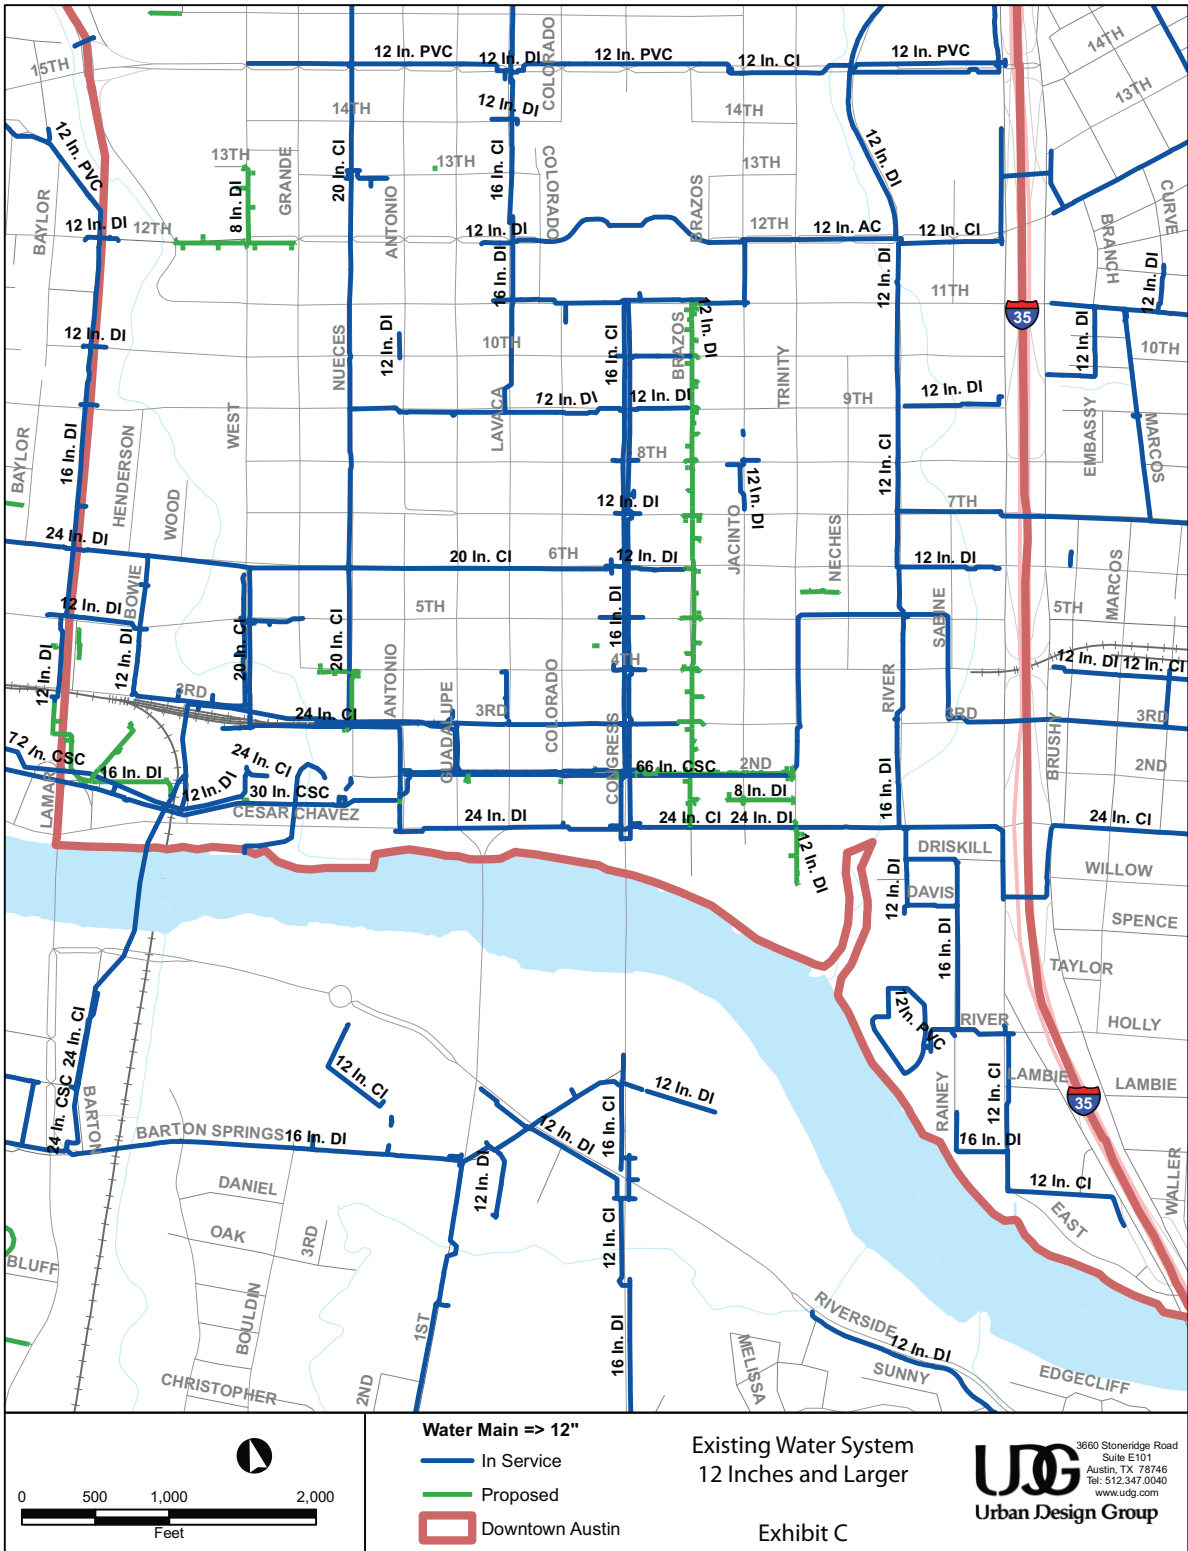 15TH
12 In. PVC
12 In. DI
COLORADO
12 In. PVC
12 In. CI
12 In. PVC
14TH
13TH
12 In. PVC
14TH
12 In. DI
14TH
13TH
GRANDE
20 In. CI
13TH
16 In. CI
COLORADO
13TH
12 In. DI
8 In. DI
BAYLOR
12 In. DI
12TH
ANTONIO
12 In. DI
BRAZOS
12TH
12 In. AC
12 In. CI
BRANCH
CURVE
16 In. DI
12 In. DI
11TH
12 In. DI
35
12 In. DI
NUECES
12 In. DI
10TH
16 In. CI
BRAZOS
12 In. DI
TRINITY
12 In. DI
10TH
WEST
LAVACA
12 In. DI
12 In. DI
9TH
12 In. DI
BAYLOR
16 In. DI
HENDERSON
WOOD
8TH
12 In. CI
EMBASSY
MARCOS
12 In. DI
12 In. DI
7TH
24 In. DI
20 In. CI
6TH
12 In. DI
JACINTO
NECHES
12 In. DI
MARCOS
BOWIE
12 In. DI
5TH
16 In. DI
SABINE
5TH
12 In. DI
12 In. DI
20 In. CI
20 In. CI
4TH
12 In. DI
12 In. CI
3RD
ANTONIO
GUADALUPE
COLORADO
RIVER
24 In. CI
3RD
3RD
3RD
72 In. CSC
24 In. CI
CONGRESS
66 In. CSC
2ND
BRUSHY
2ND
LAMAR
16 In. DI
12 In. DI
30 In. CSC
8 In. DI
16 In. DI
CESAR CHAVEZ
24 In. DI
24 In. CI
24 In. DI
24 In. CI
12 In. DI
12 In. DI
DRISKILL
WILLOW
DAVIS
SPENCE
16 In. DI
TAYLOR
12 In. PVC
RIVER
HOLLY
24 In. CI
12 In. CI
12 In. DI
RAINEY
12 In. CI
LAMBIE
LAMBIE
35
24 In. CSC
BARTON
BARTON SPRINGS
16 In. DI
12 In. DI
16 In. CI
16 In. DI
DANIEL
12 In. DI
12 In. CI
WALLER
OAK
3RD
12 In. CI
EAST
BLUFF
BOULDIN
1ST
16 In. DI
RIVERSIDE
12 In. DI
MELISSA
SUNNY
EDGECLIFF
CHRISTOPHER
2ND
Water Main => 12"
In Service
Proposed
Downtown Austin
0 500 1,000 2,000
Feet
Existing Water System
12 Inches and Larger
Exhibit C
UDG
Urban Design Group
3660 Stoneridge Road
Suite E101
Austin, TX 78746
Tel: 512.347.0040
www.udg.com